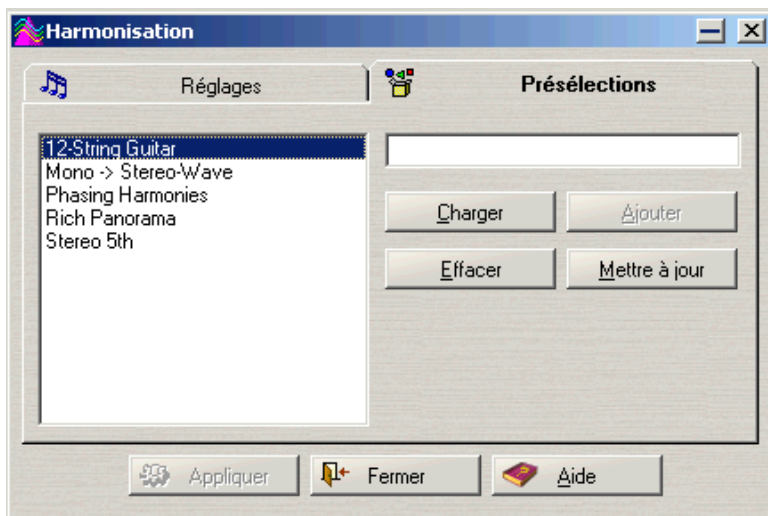 Harmonisation
Réglages
Présélections
12-String Guitar
Mono -> Stereo-Wave
Phasing Harmonies
Rich Panorama
Stereo 5th
Charger
Ajouter
Effacer
Mettre à jour
Appliquer
Fermer
Aide